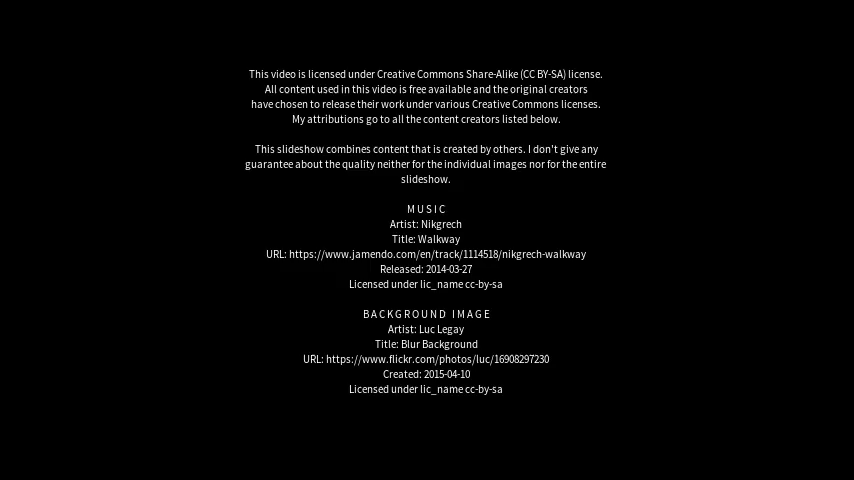 This video is licensed under Creative Commons Share-Alike (CC BY-SA) license.
All content used in this video is free available and the original creators
have chosen to release their work under various Creative Commons licenses.
My attributions go to all the content creators listed below.
This slideshow combines content that is created by others. I don't give any
guarantee about the quality neither for the individual images nor for the entire
slideshow.
MUSIC
Artist: Nikgrech
Title: Walkway
URL: https://www.jamendo.com/en/track/1114518/nikgrech-walkway
Released: 2014-03-27
Licensed under lic_name cc-by-sa
BACKGROUND IMAGE
Artist: Luc Legay
Title: Blur Background
URL: https://www.flickr.com/photos/luc/16908297230
Created: 2015-04-10
Licensed under lic_name cc-by-sa